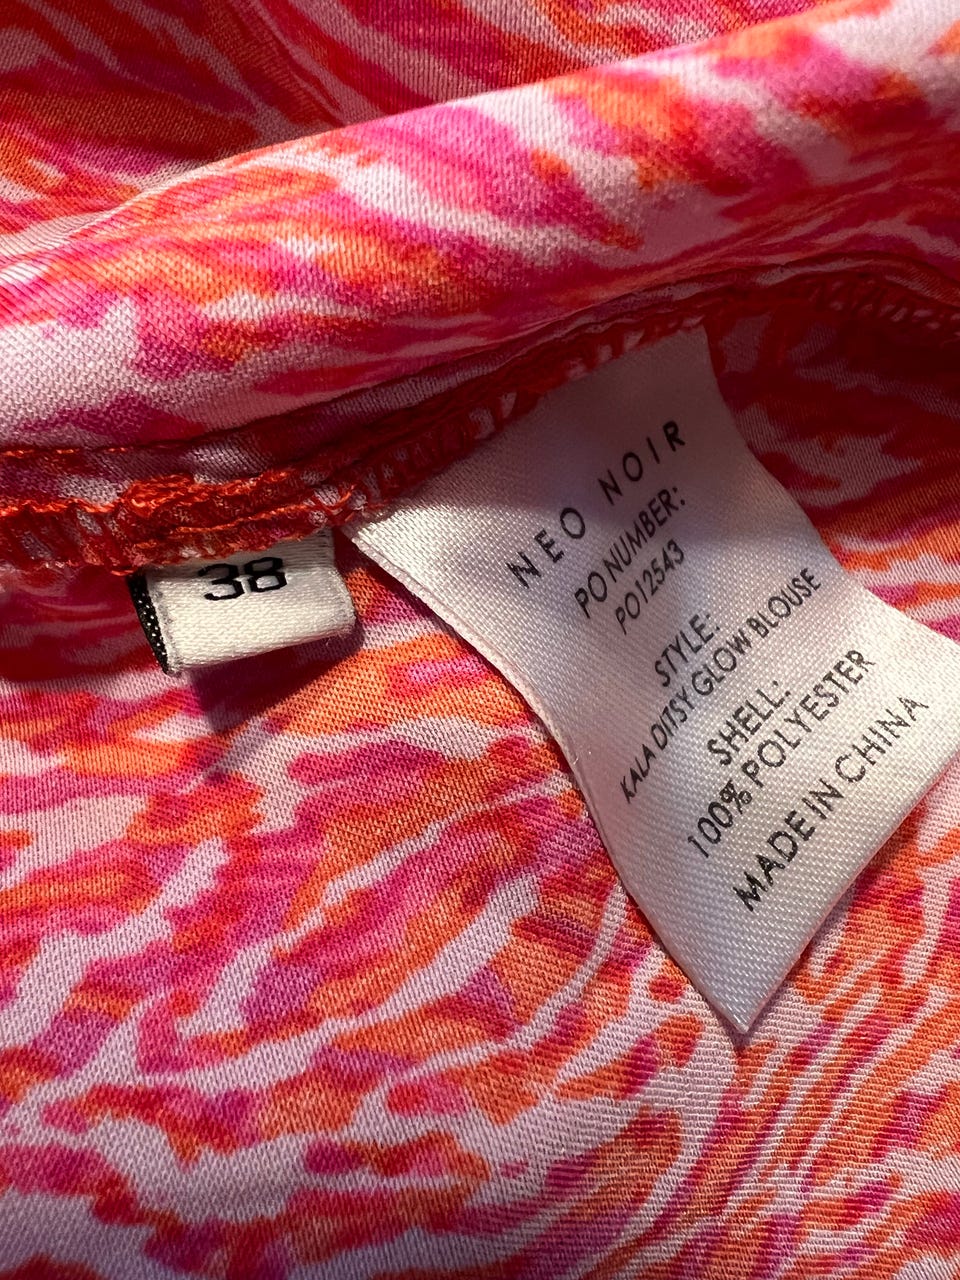 38
NEO NOIR
PO NUMBER:
PO12543
STYLE:
KALA DITSY GLOW BLOUSE
SHELL:
100% POLYESTER
MADE IN CHINA